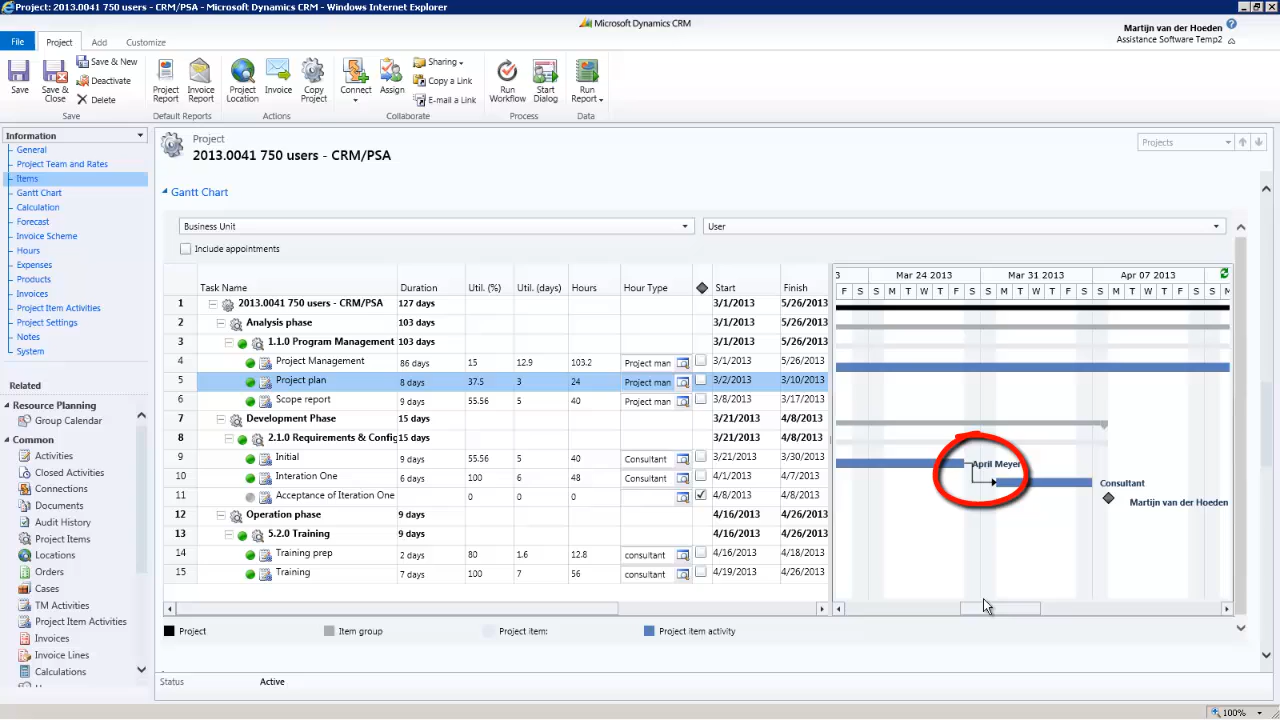 Project: 2013.0041 750 users - CRM/PSA - Microsoft Dynamics CRM - Windows Internet Explorer
Microsoft Dynamics CRM
Martijn van der Hoeden
Assistance Software Temp2
File Project Add Customize
Save
Save & Close
Save & New
Deactivate
Delete
Save
Project Report
Invoice Report
Default Reports
Project Location
Invoice
Copy Project
Actions
Connect
Assign
Sharing
Copy a Link
E-mail a Link
Collaborate
Run Workflow
Start Dialog
Process
Run Report
Data
Information
General
Project Team and Rates
Items
Gantt Chart
Calculation
Forecast
Invoice Scheme
Hours
Expenses
Products
Invoices
Project Item Activities
Project Settings
Notes
System
Related
Resource Planning
Group Calendar
Common
Activities
Closed Activities
Connections
Documents
Audit History
Project Items
Locations
Orders
Cases
TM Activities
Project Item Activities
Invoices
Invoice Lines
Calculations
Project
2013.0041 750 users - CRM/PSA
Projects
Gantt Chart
Business Unit
User
Include appointments
Task Name Duration Util. (%) Util. (days) Hours Hour Type Start Finish
1 2013.0041 750 users - CRM/PSA 127 days 3/1/2013 5/26/2013
2 Analysis phase 103 days 3/1/2013 5/26/2013
3 1.1.0 Program Management 103 days 3/1/2013 5/26/2013
4 Project Management 86 days 15 12.9 103.2 Project man 3/1/2013 5/26/2013
5 Project plan 8 days 37.5 3 24 Project man 3/2/2013 3/10/2013
6 Scope report 9 days 55.56 5 40 Project man 3/8/2013 3/17/2013
7 Development Phase 15 days 3/21/2013 4/8/2013
8 2.1.0 Requirements & Config 15 days 3/21/2013 4/8/2013
9 Initial 9 days 55.56 5 40 Consultant 3/21/2013 3/30/2013
10 Interation One 6 days 100 6 48 Consultant 4/1/2013 4/7/2013
11 Acceptance of Iteration One 0 days 0 0 0 4/8/2013 4/8/2013
12 Operation phase 9 days 4/16/2013 4/26/2013
13 5.2.0 Training 9 days 4/16/2013 4/26/2013
14 Training prep 2 days 80 1.6 12.8 consultant 4/16/2013 4/18/2013
15 Training 7 days 100 7 56 consultant 4/19/2013 4/26/2013
3 Mar 24 2013 Mar 31 2013 Apr 07 2013
F S S M T W T F S S M T W T F S S M T W T F S S M
April Meyer
Consultant
Martijn van der Hoeden
Project
Item group
Project item:
Project item activity
Status Active
100%